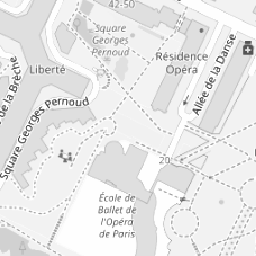 42-50
Square
Georges
Pernoud
Liberté
Résidence
Opéra
Allée de la Danse
de la Brèche
Square Georges Pernoud
20
École de
Ballet de
l'Opéra
de Paris